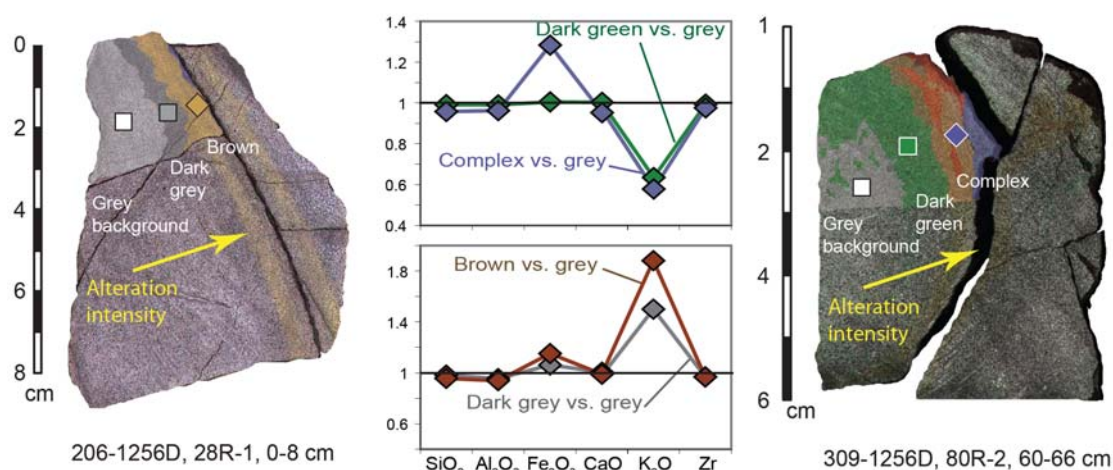 0
2
4
6
8
cm
Brown
Dark
grey
Grey
background
Alteration
intensity
206-1256D, 28R-1, 0-8 cm
1.4
1.2
1
0.8
0.6
0.4
Dark green vs. grey
Complex vs. grey
1.8
1.4
1
0.6
Brown vs. grey
Dark grey vs. grey
SiO₂ Al₂O₃ Fe₂O₃ CaO K₂O Zr
1
2
4
6
cm
Complex
Dark
green
Grey
background
Alteration
intensity
309-1256D, 80R-2, 60-66 cm